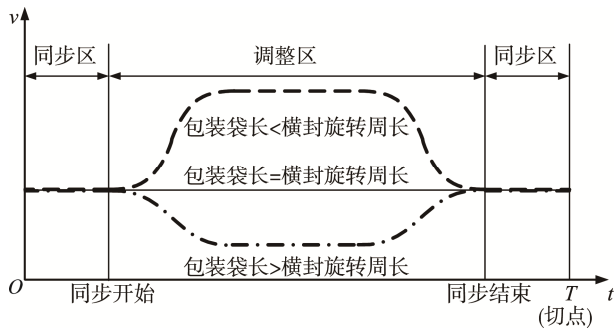 v
同步区
调整区
同步区
包装袋长<横封旋转周长
包装袋长=横封旋转周长
包装袋长>横封旋转周长
O
同步开始
同步结束
T
t
(切点)